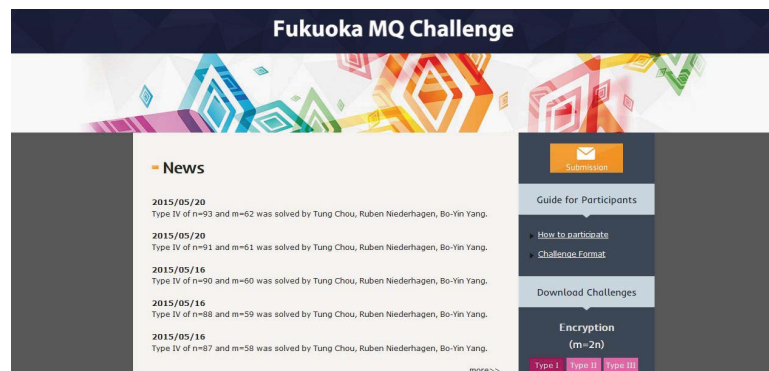 Fukuoka MQ Challenge
News
2015/05/20
Type IV of n=93 and m=62 was solved by Tung Chou, Ruben Niederhagen, Bo-Yin Yang.
2015/05/20
Type IV of n=91 and m=61 was solved by Tung Chou, Ruben Niederhagen, Bo-Yin Yang.
2015/05/16
Type IV of n=90 and m=60 was solved by Tung Chou, Ruben Niederhagen, Bo-Yin Yang.
2015/05/16
Type IV of n=88 and m=59 was solved by Tung Chou, Ruben Niederhagen, Bo-Yin Yang.
2015/05/16
Type IV of n=87 and m=58 was solved by Tung Chou, Ruben Niederhagen, Bo-Yin Yang.
more>>
Submission
Guide for Participants
How to participate
Challenge Format
Download Challenges
Encryption
(m=2n)
Type I Type II Type III